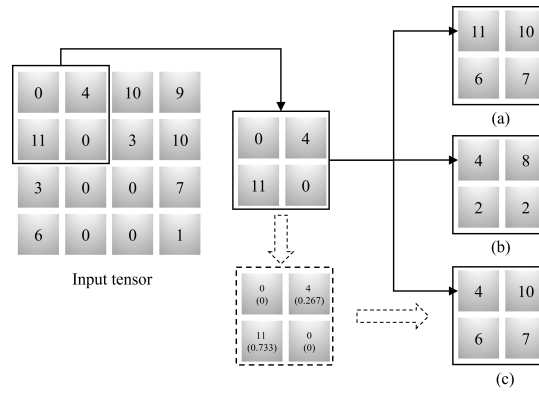 0 4 10 9
11 0 3 10
3 0 0 7
6 0 0 1
Input tensor
0 4
11 0
0 4
(0) (0.267)
11 0
(0.733) (0)
11 10
6 7
(a)
4 8
2 2
(b)
4 10
6 7
(c)